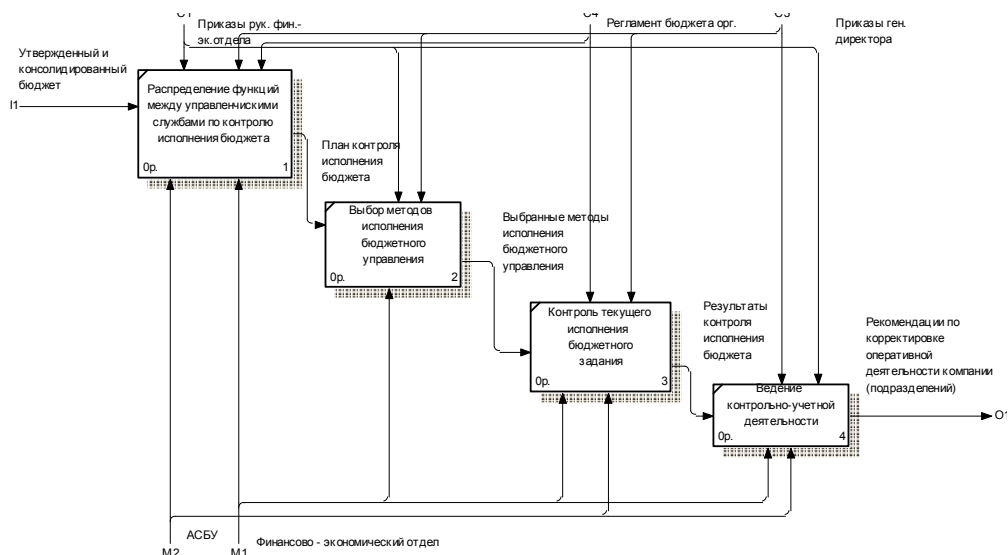 C4
Приказы рук. фин.-
эк.отдела
Регламент бюджета орг.
Приказы ген.
директора
Утвержденный и
консолидированный
бюджет
I1
Распределение функций
между управленчискими
службами по контролю
исполнения бюджета
0р.
1
План контроля
исполнения
бюджета
Выбор методов
исполнения
бюджетного
управления
0р.
2
Выбранные методы
исполнения
бюджетного
управления
Контроль текущего
исполнения
бюджетного
задания
0р.
3
Результаты
контроля
исполнения
бюджета
Ведение
контрольно-учетной
деятельности
0р.
4
Рекомендации по
корректировке
оперативной
деятельности компании
(подразделений)
O1
АСБУ
Финансово - экономический отдел
M2
M1